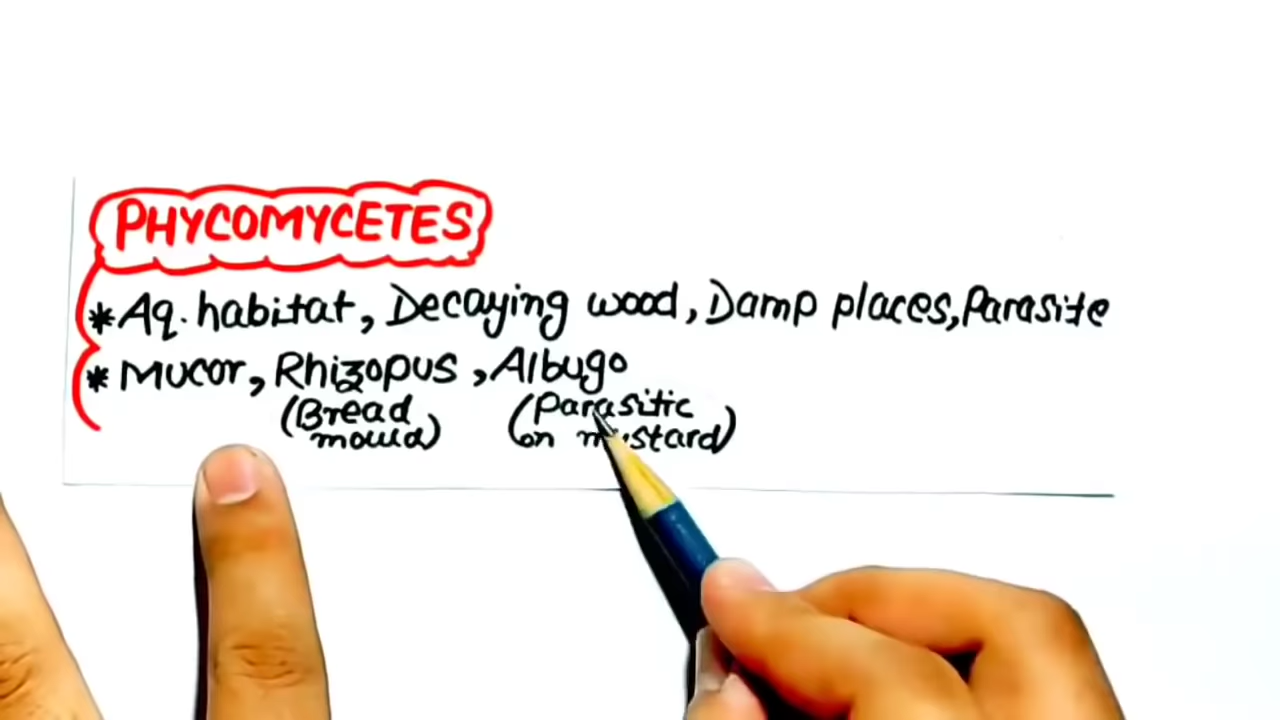 PHYCOMYCETES
* Aq. habitat, Decaying wood, Damp places, Parasite
* Mucor, Rhizopus, Albugo
(Bread mould) (Parasitic on mustard)